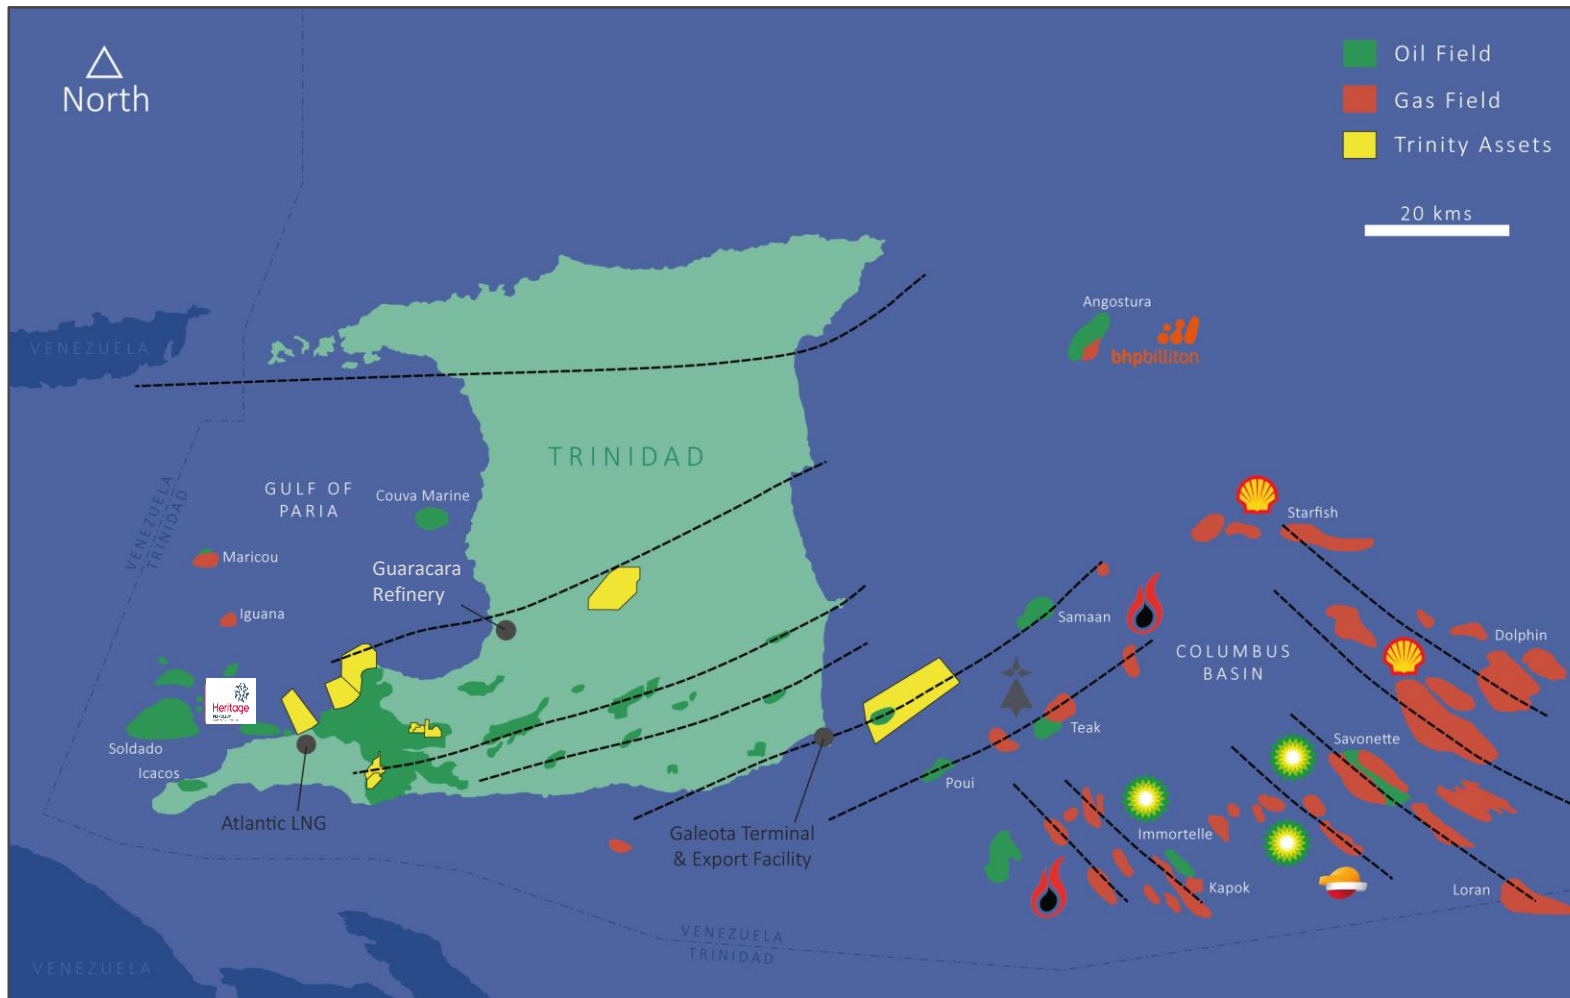 North
Oil Field
Gas Field
Trinity Assets
20 kms
VENEZUELA
Angostura
bhpbilliton
TRINIDAD
GULF OF
PARIA
Couva Marine
VENEZUELA
TRINIDAD
Maricou
Guaracara
Refinery
Iguana
Starfish
Samaan
COLUMBUS
BASIN
Dolphin
Heritage
Soldado
Teak
Savonette
Icacos
Poui
Atlantic LNG
Galeota Terminal
& Export Facility
Immortelle
Kapok
Loran
VENEZUELA
TRINIDAD
VENEZUELA